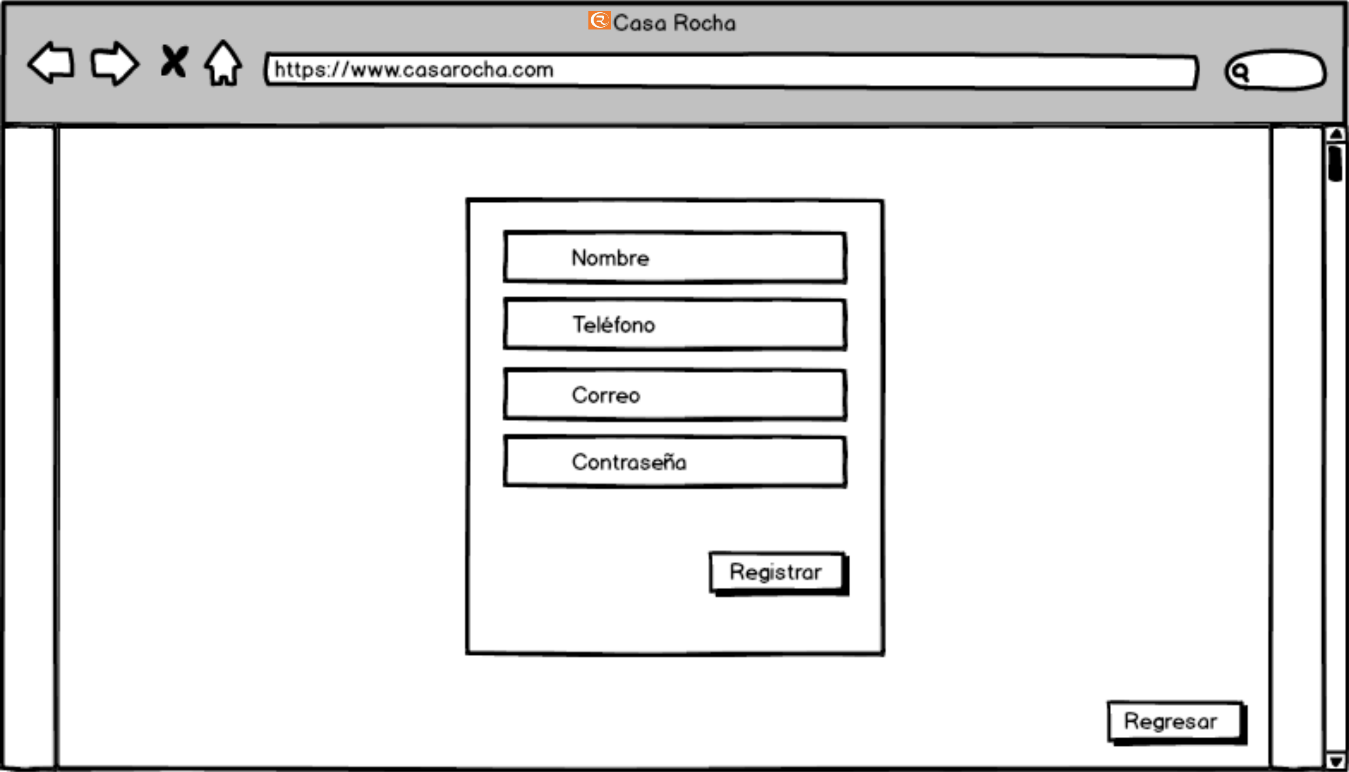 Casa Rocha
https://www.casarocha.com
Nombre
Teléfono
Correo
Contraseña
Registrar
Regresar